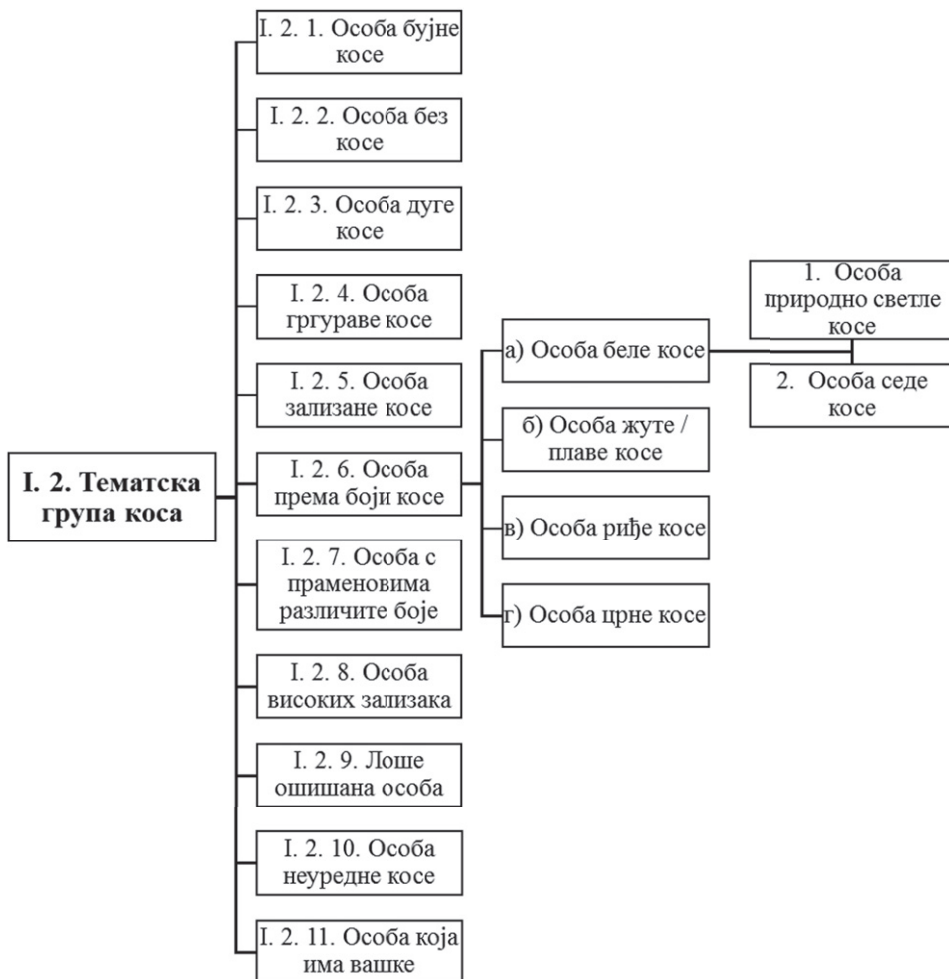 I. 2. Тематска
група коса
I. 2. 1. Особа бујне
косе
I. 2. 2. Особа без
косе
I. 2. 3. Особа дуге
косе
I. 2. 4. Особа
гргураве косе
I. 2. 5. Особа
зализане косе
I. 2. 6. Особа
према боји косе
а) Особа беле косе
1. Особа
природно светле
косе
2. Особа седе
косе
б) Особа жуте /
плаве косе
в) Особа риђе косе
г) Особа црне косе
I. 2. 7. Особа с
праменовима
различите боје
I. 2. 8. Особа
високих зализака
I. 2. 9. Лоше
ошишана особа
I. 2. 10. Особа
неуредне косе
I. 2. 11. Особа која
има вашке